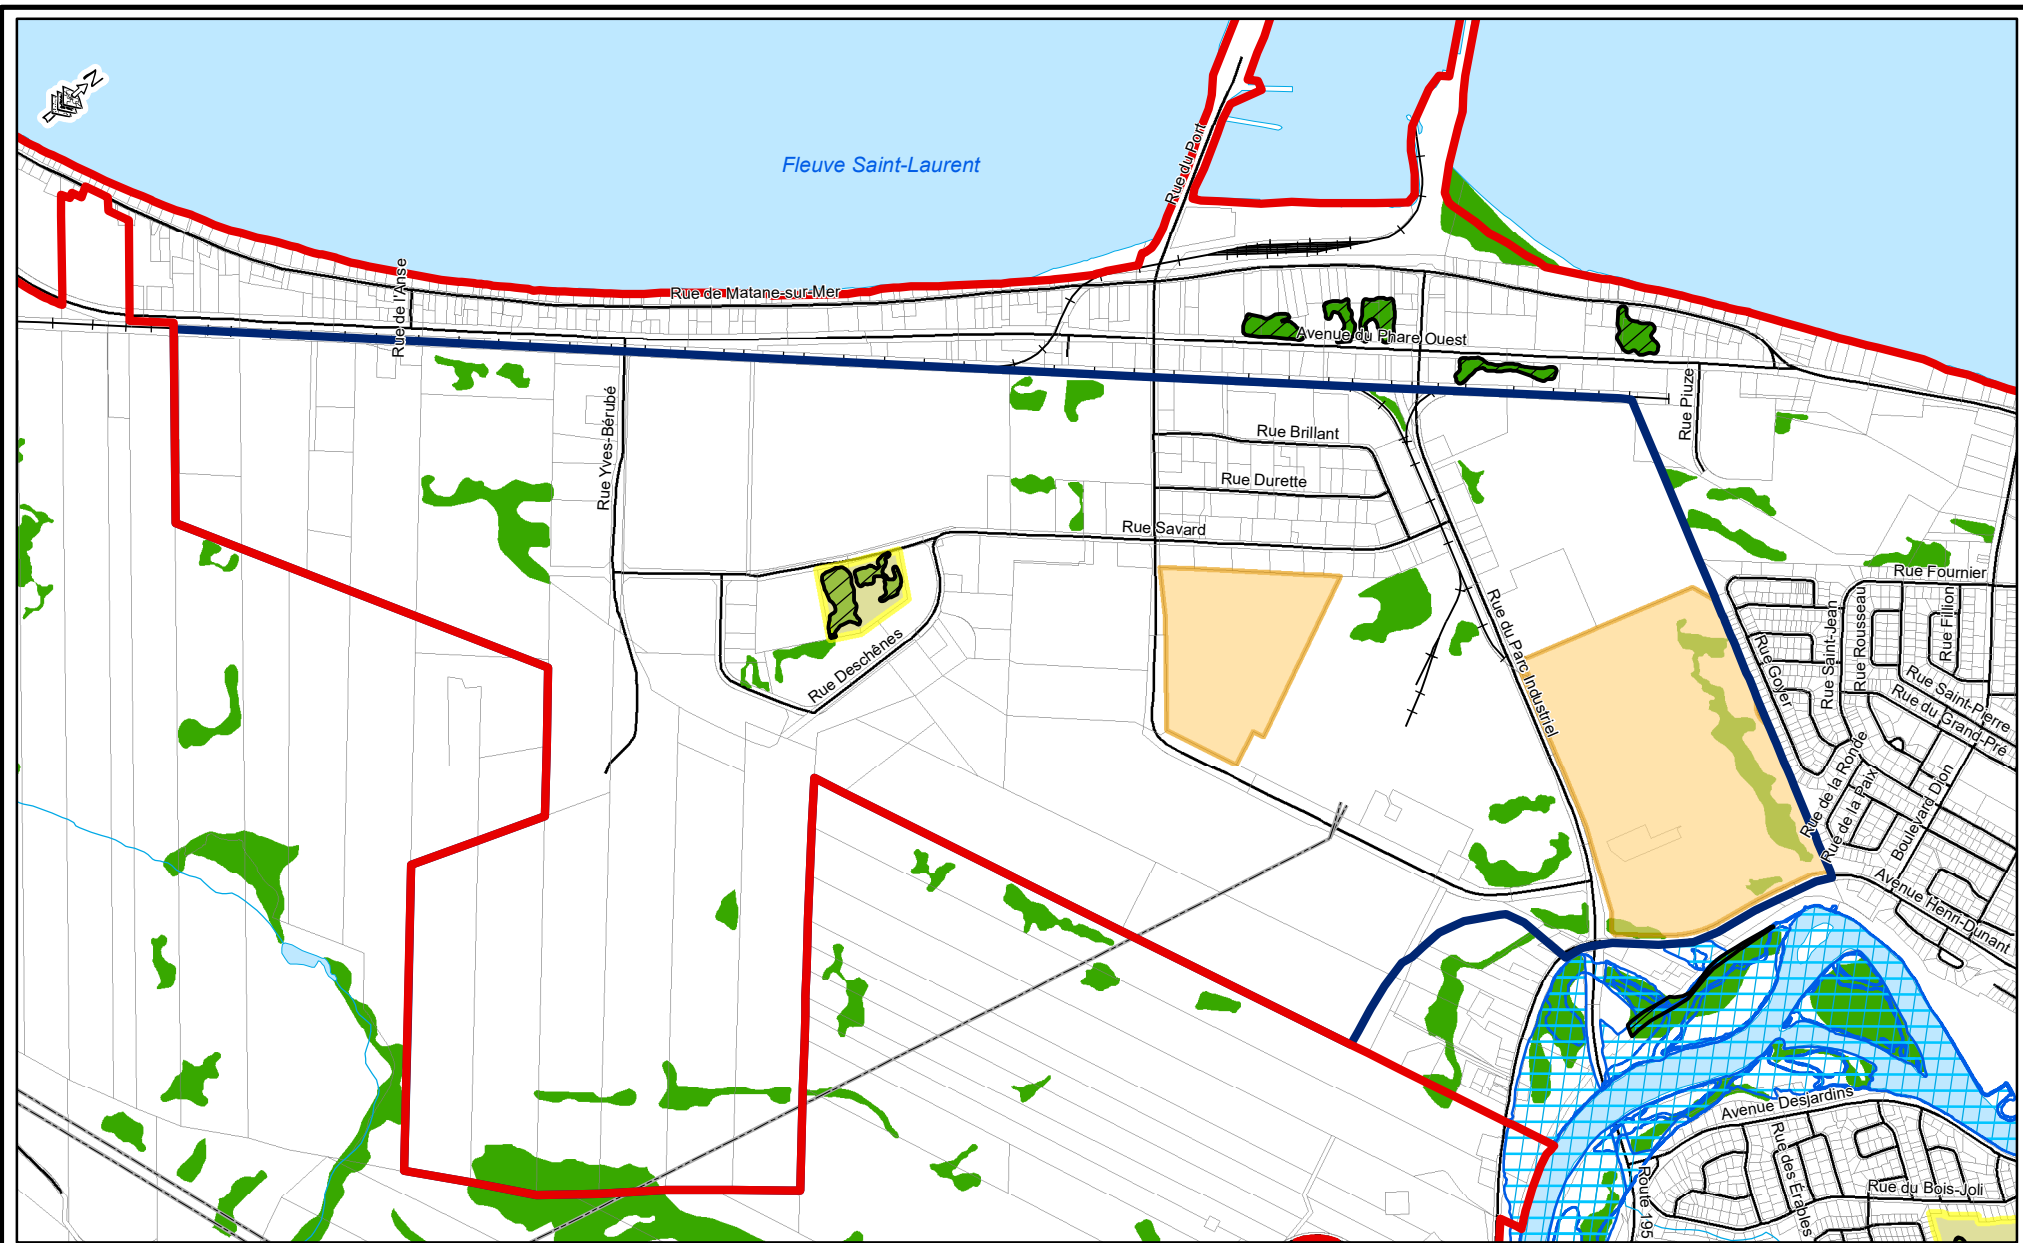 N
Fleuve Saint-Laurent
Rue du Port
Rue de l'Anse
Rue de Matane-sur-Mer
Avenue du Phare Ouest
Rue Piuze
Rue Yves-Bérubé
Rue Brillant
Rue Durette
Rue Savard
Rue Fournier
Rue du Parc Industriel
Rue Deschênes
Rue Goyer
Rue Saint-Jean
Rue Rousseau
Rue Fillion
Rue Saint-Pierre
Rue du Grand-Pré
Rue de la Ronde
Rue de la Paix
Boulevard Dion
Avenue Henri-Dunant
Avenue Desjardins
Rue des Érables
Route 195
Rue du Bois-Joli